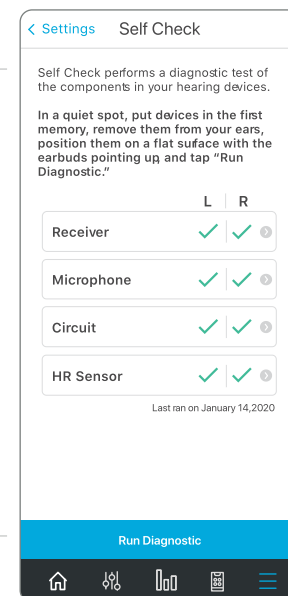 Settings Self Check
Self Check performs a diagnostic test of
the components in your hearing devices.
In a quiet spot, put devices in the first
memory, remove them from your ears,
position them on a flat surface with the
earbuds pointing up, and tap “Run
Diagnostic.”
L R
Receiver
Microphone
Circuit
HR Sensor
Last ran on January 14,2020
Run Diagnostic